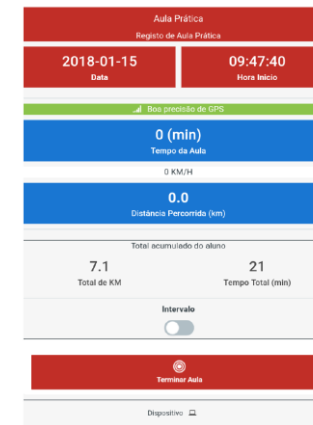 Aula Prática
Registo de Aula Prática
2018-01-15
Data
09:47:40
Hora Inicio
Boa precisão de GPS
0 (min)
Tempo da Aula
0 KM/H
0.0
Distância Percorrida (km)
Total acumulado do aluno
7.1
Total de KM
21
Tempo Total (min)
Intervalo
Terminar Aula
Dispositivo